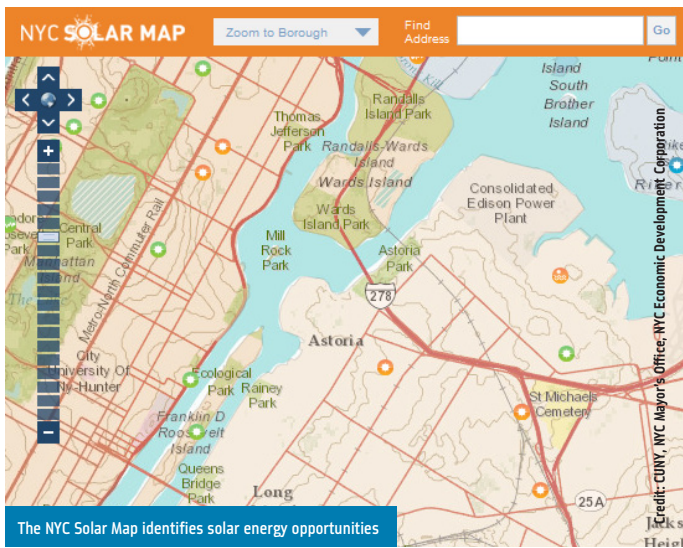 NYC SOLAR MAP
Zoom to Borough
Find
Address
Go
Island
South
Brother
Island
Randalls
Island Park
Thomas
Jefferson
Park
Randalls-Wards
Island
Wards Island
Consolidated
Edison Power
Plant
River
Wards
Island Park
Central
Park
Manhattan
Island
Metro-North Commuter Rail
Mill
Rock
Park
Astoria
Park
278
Astoria
City
University Of
Ny-Hunter
Ecological
Park
Rainey
Park
Franklin D
Roosevelt
Island
St Michaels
Cemetery
Queens
Bridge
Park
Long
25A
Jacks
Heigh
Credit: CUNY, NYC Mayor's Office, NYC Economic Development Corporation
The NYC Solar Map identifies solar energy opportunities